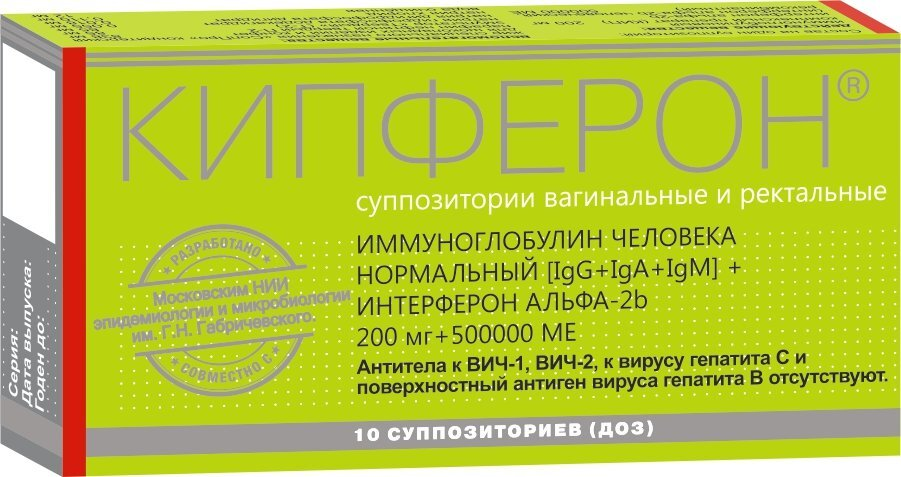 КИПФЕРОН®
суппозитории вагинальные и ректальные
ИММУНОГЛОБУЛИН ЧЕЛОВЕКА
НОРМАЛЬНЫЙ [IgG+IgA+IgM] +
ИНТЕРФЕРОН АЛЬФА-2b
200 мг+500000 МЕ
Антитела к ВИЧ-1, ВИЧ-2, к вирусу гепатита С и
поверхностный антиген вируса гепатита В отсутствуют.
РАЗРАБОТАНО
Московским НИИ
эпидемиологии и микробиологии
им. Г.Н. Габричевского.
СОВМЕСТНО С
10 СУППОЗИТОРИЕВ (ДОЗ)
Серия:
Дата выпуска:
Годен до: